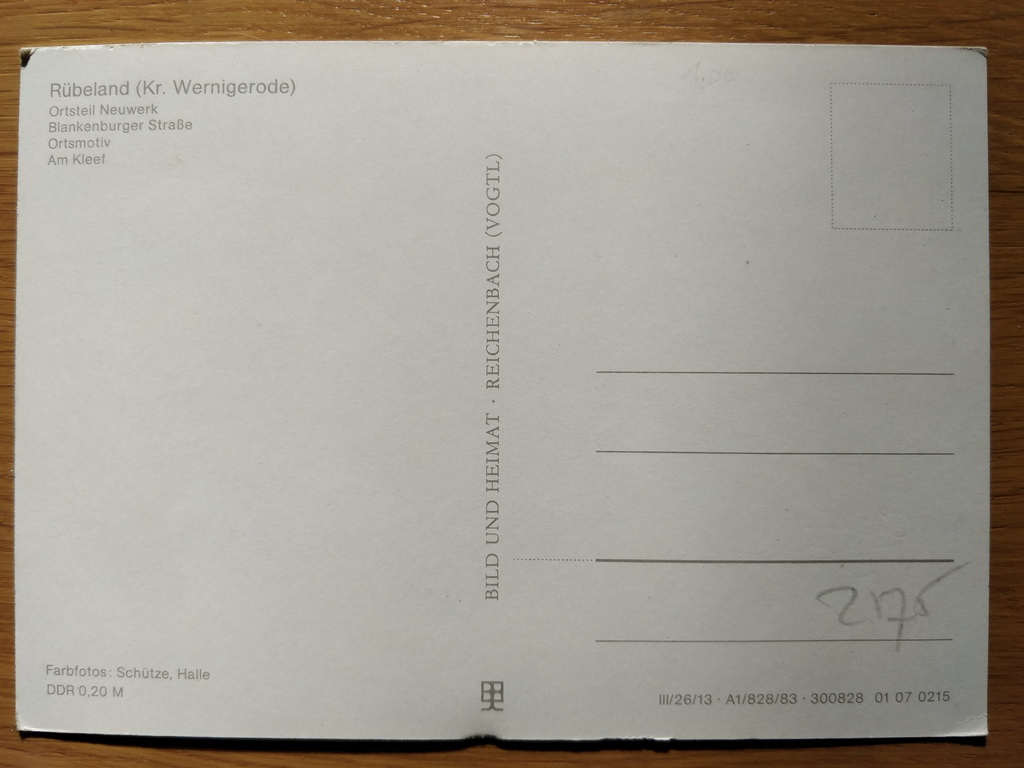 Rübeland (Kr. Wernigerode)
Ortsteil Neuwerk
Blankenburger Straße
Ortsmotiv
Am Kleef
BILD UND HEIMAT · REICHENBACH (VOGTL)
2175
Farbfotos: Schütze, Halle
DDR 0,20 M
III/26/13 · A1/828/83 · 300828 01 07 0215